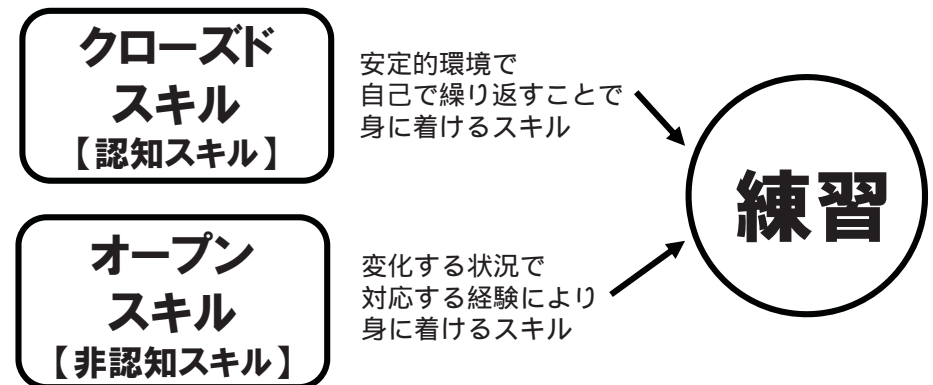 クローズド
スキル
【認知スキル】
安定的環境で
自己で繰り返すことで
身に着けるスキル
練習
オープン
スキル
【非認知スキル】
変化する状況で
対応する経験により
身に着けるスキル